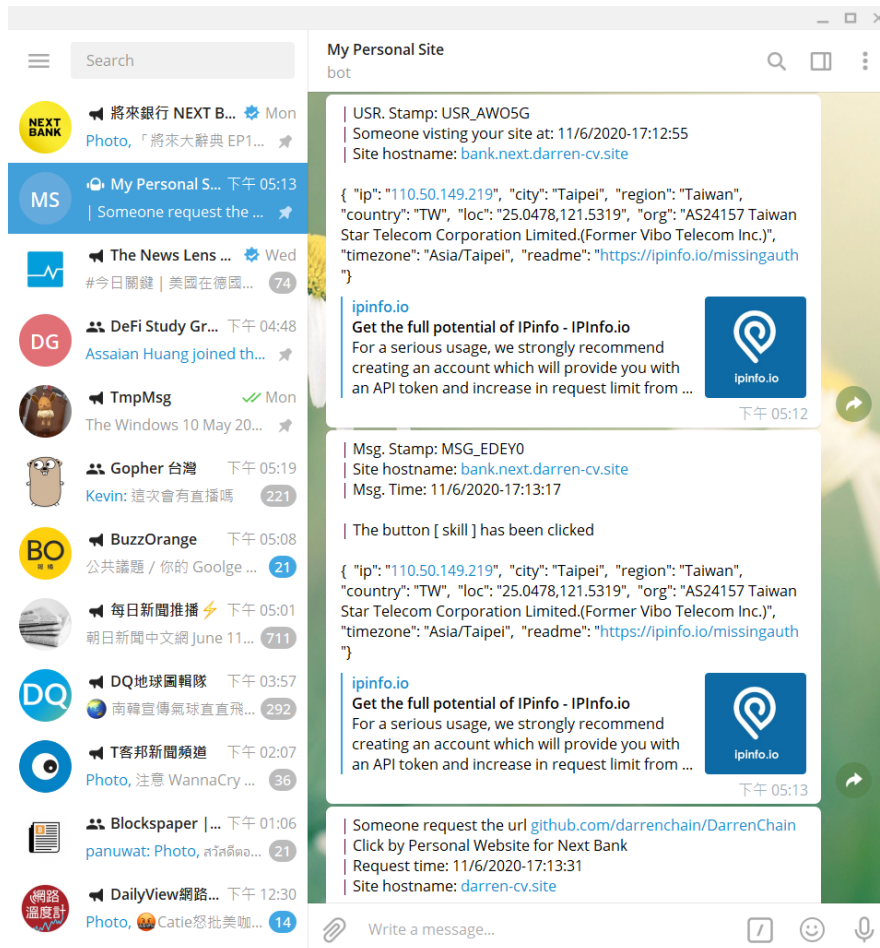 Search
NEXT BANK
將來銀行 NEXT B... Mon
Photo, 「將來大辭典 EP1...
MS
My Personal S... 下午 05:13
| Someone request the ...
The News Lens ... Wed
#今日關鍵 | 美國在德國... 74
DG
DeFi Study Gr... 下午 04:48
Assaian Huang joined th...
TmpMsg Mon
The Windows 10 May 20...
Gopher 台灣 下午 05:19
Kevin: 這次會有直播嗎 221
BO
BuzzOrange 下午 05:08
公共議題 / 你的 Goolge ... 21
每日新聞推播⚡ 下午 05:01
朝日新聞中文網 June 11... 711
DQ
DQ地球圖輯隊 下午 03:57
🌏 南韓宣傳氣球直直飛... 292
T客邦新聞頻道 下午 02:07
Photo, 注意 WannaCry ... 36
Blockspaper |... 下午 01:06
panuwat: Photo, สวัสดีตอ... 21
網路溫度計
DailyView網路... 下午 12:30
Photo, 🤬Catie怒批美咖... 14
My Personal Site
bot
| USR. Stamp: USR_AWO5G
| Someone visting your site at: 11/6/2020-17:12:55
| Site hostname: bank.next.darren-cv.site
{ "ip": "110.50.149.219", "city": "Taipei", "region": "Taiwan",
"country": "TW", "loc": "25.0478,121.5319", "org": "AS24157 Taiwan
Star Telecom Corporation Limited.(Former Vibo Telecom Inc.)",
"timezone": "Asia/Taipei", "readme": "https://ipinfo.io/missingauth
"}
ipinfo.io
Get the full potential of IPinfo - IPInfo.io
For a serious usage, we strongly recommend
creating an account which will provide you with
an API token and increase in request limit from ...
ipinfo.io
下午 05:12
| Msg. Stamp: MSG_EDEY0
| Site hostname: bank.next.darren-cv.site
| Msg. Time: 11/6/2020-17:13:17
| The button [ skill ] has been clicked
{ "ip": "110.50.149.219", "city": "Taipei", "region": "Taiwan",
"country": "TW", "loc": "25.0478,121.5319", "org": "AS24157 Taiwan
Star Telecom Corporation Limited.(Former Vibo Telecom Inc.)",
"timezone": "Asia/Taipei", "readme": "https://ipinfo.io/missingauth
"}
ipinfo.io
Get the full potential of IPinfo - IPInfo.io
For a serious usage, we strongly recommend
creating an account which will provide you with
an API token and increase in request limit from ...
ipinfo.io
下午 05:13
| Someone request the url github.com/darrenchain/DarrenChain
| Click by Personal Website for Next Bank
| Request time: 11/6/2020-17:13:31
| Site hostname: darren-cv.site
Write a message...